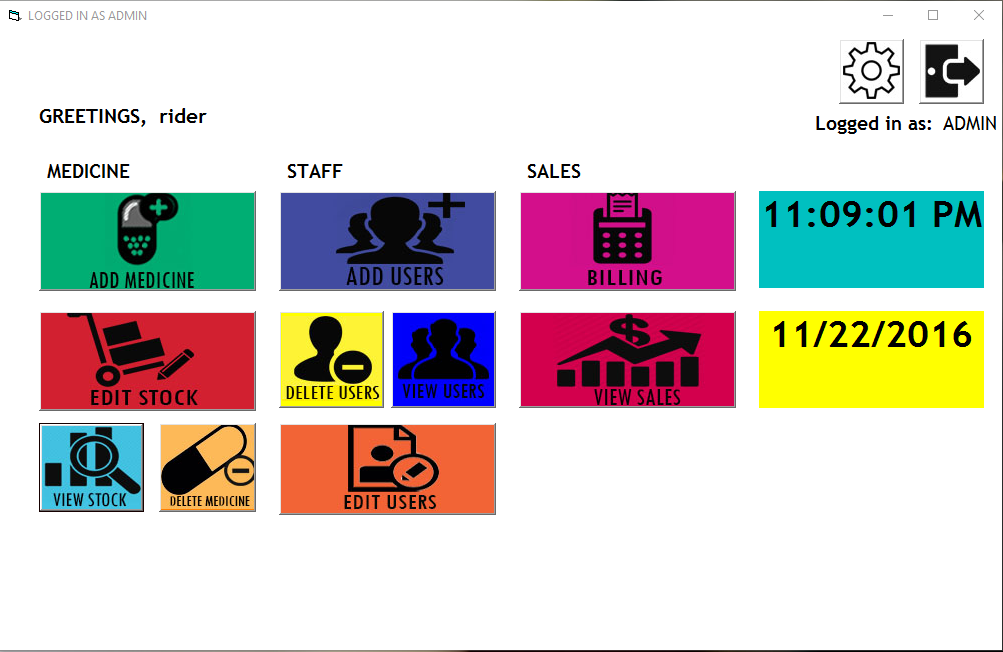 LOGGED IN AS ADMIN
GREETINGS, rider
Logged in as: ADMIN
MEDICINE
STAFF
SALES
ADD MEDICINE
ADD USERS
BILLING
11:09:01 PM
EDIT STOCK
DELETE USERS
VIEW USERS
VIEW SALES
11/22/2016
VIEW STOCK
DELETE MEDICINE
EDIT USERS